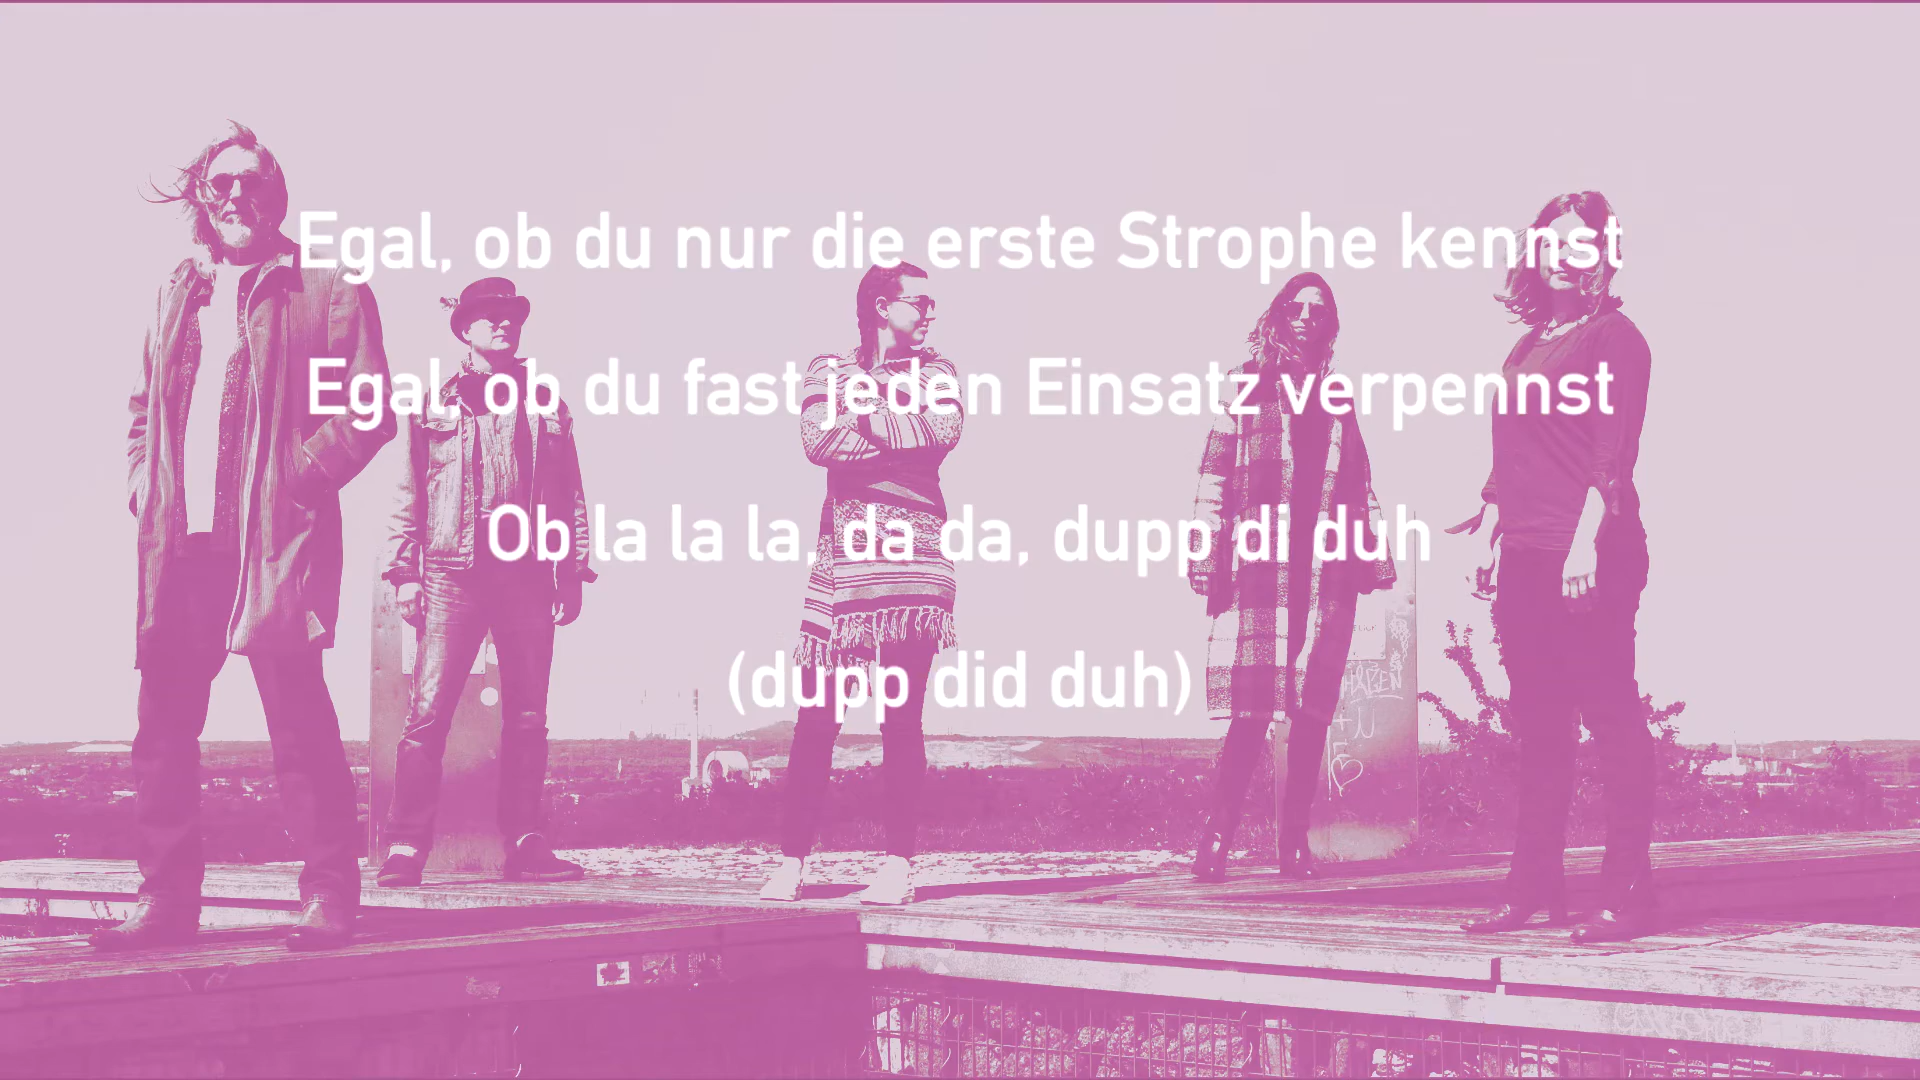 Egal, ob du nur die erste Strophe kennst
Egal, ob du fast jeden Einsatz verpennst
Ob la la la, da da, dupp di duh
(dupp did duh)
HABEN
+ N